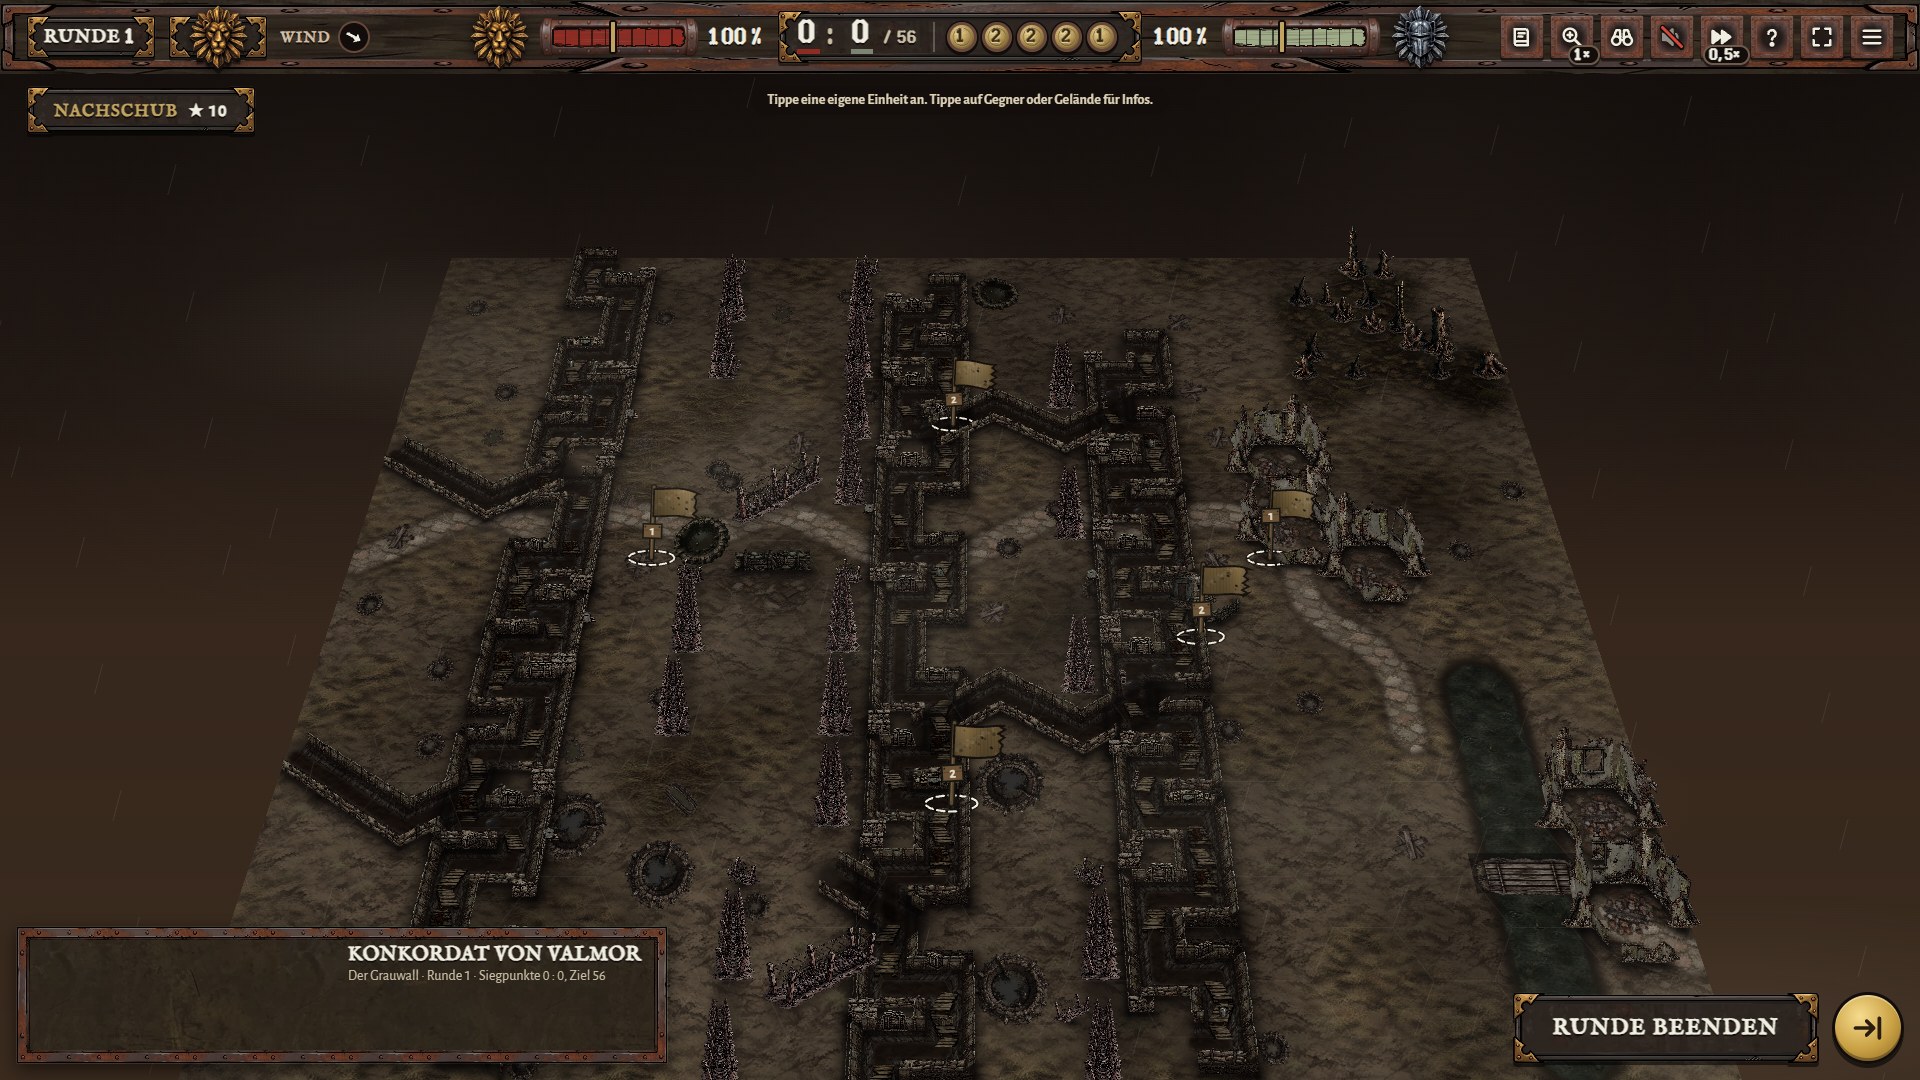 RUNDE 1
WIND
100 %
0 : 0 / 56
1 2 2 2 1
100 %
1×
0,5×
?
NACHSCHUB ★ 10
Tippe eine eigene Einheit an. Tippe auf Gegner oder Gelände für Infos.
2
1
1
2
2
KONKORDAT VON VALMOR
Der Grauwall · Runde 1 · Siegpunkte 0 : 0, Ziel 56
RUNDE BEENDEN